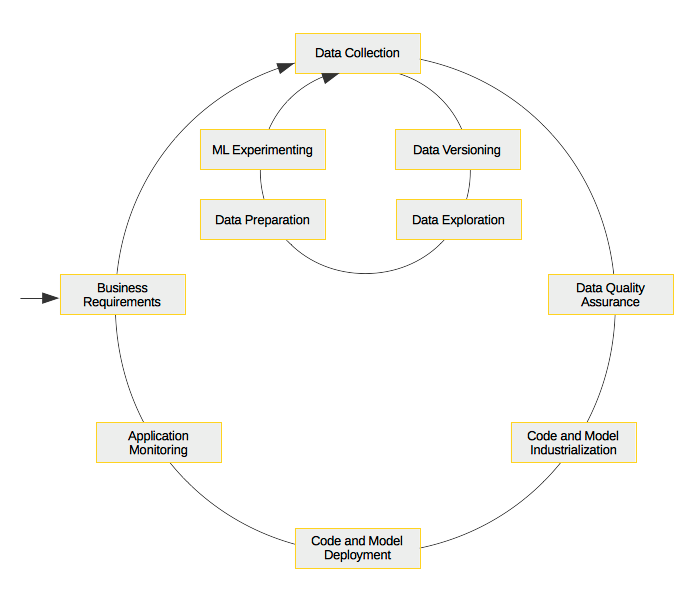 Data Collection
ML Experimenting
Data Versioning
Data Preparation
Data Exploration
Business
Requirements
Data Quality
Assurance
Application
Monitoring
Code and Model
Industrialization
Code and Model
Deployment